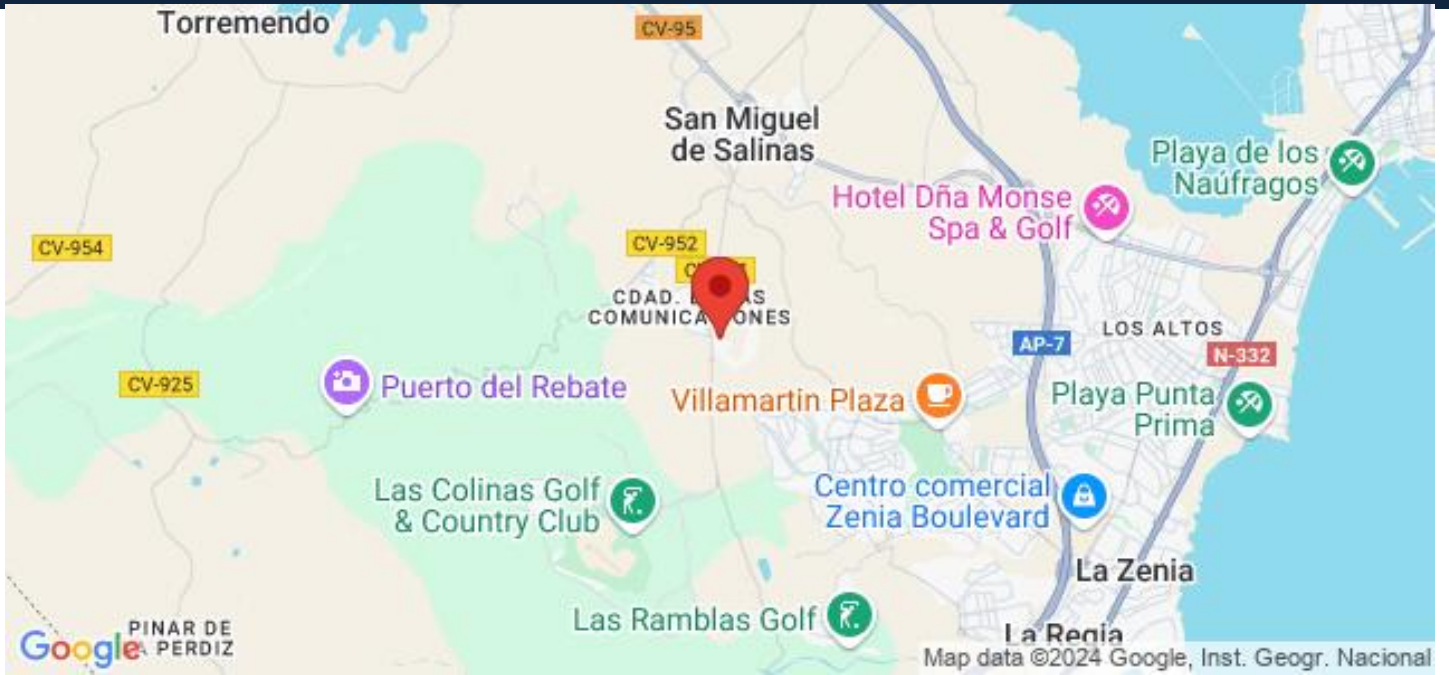 Torremendo
CV-95
San Miguel
de Salinas
Playa de los
Naúfragos
Hotel Dña Monse
Spa & Golf
CV-954
CV-952
CDAD.
LOS ALTOS
AP-7
N-332
CV-925
Puerto del Rebate
Villamartin Plaza
Playa Punta
Prima
Las Colinas Golf
& Country Club
Centro comercial
Zenia Boulevard
La Zenia
Las Ramblas Golf
PINAR DE
PERDIZ
Google
La Regia
Map data ©2024 Google, Inst. Geogr. Nacional